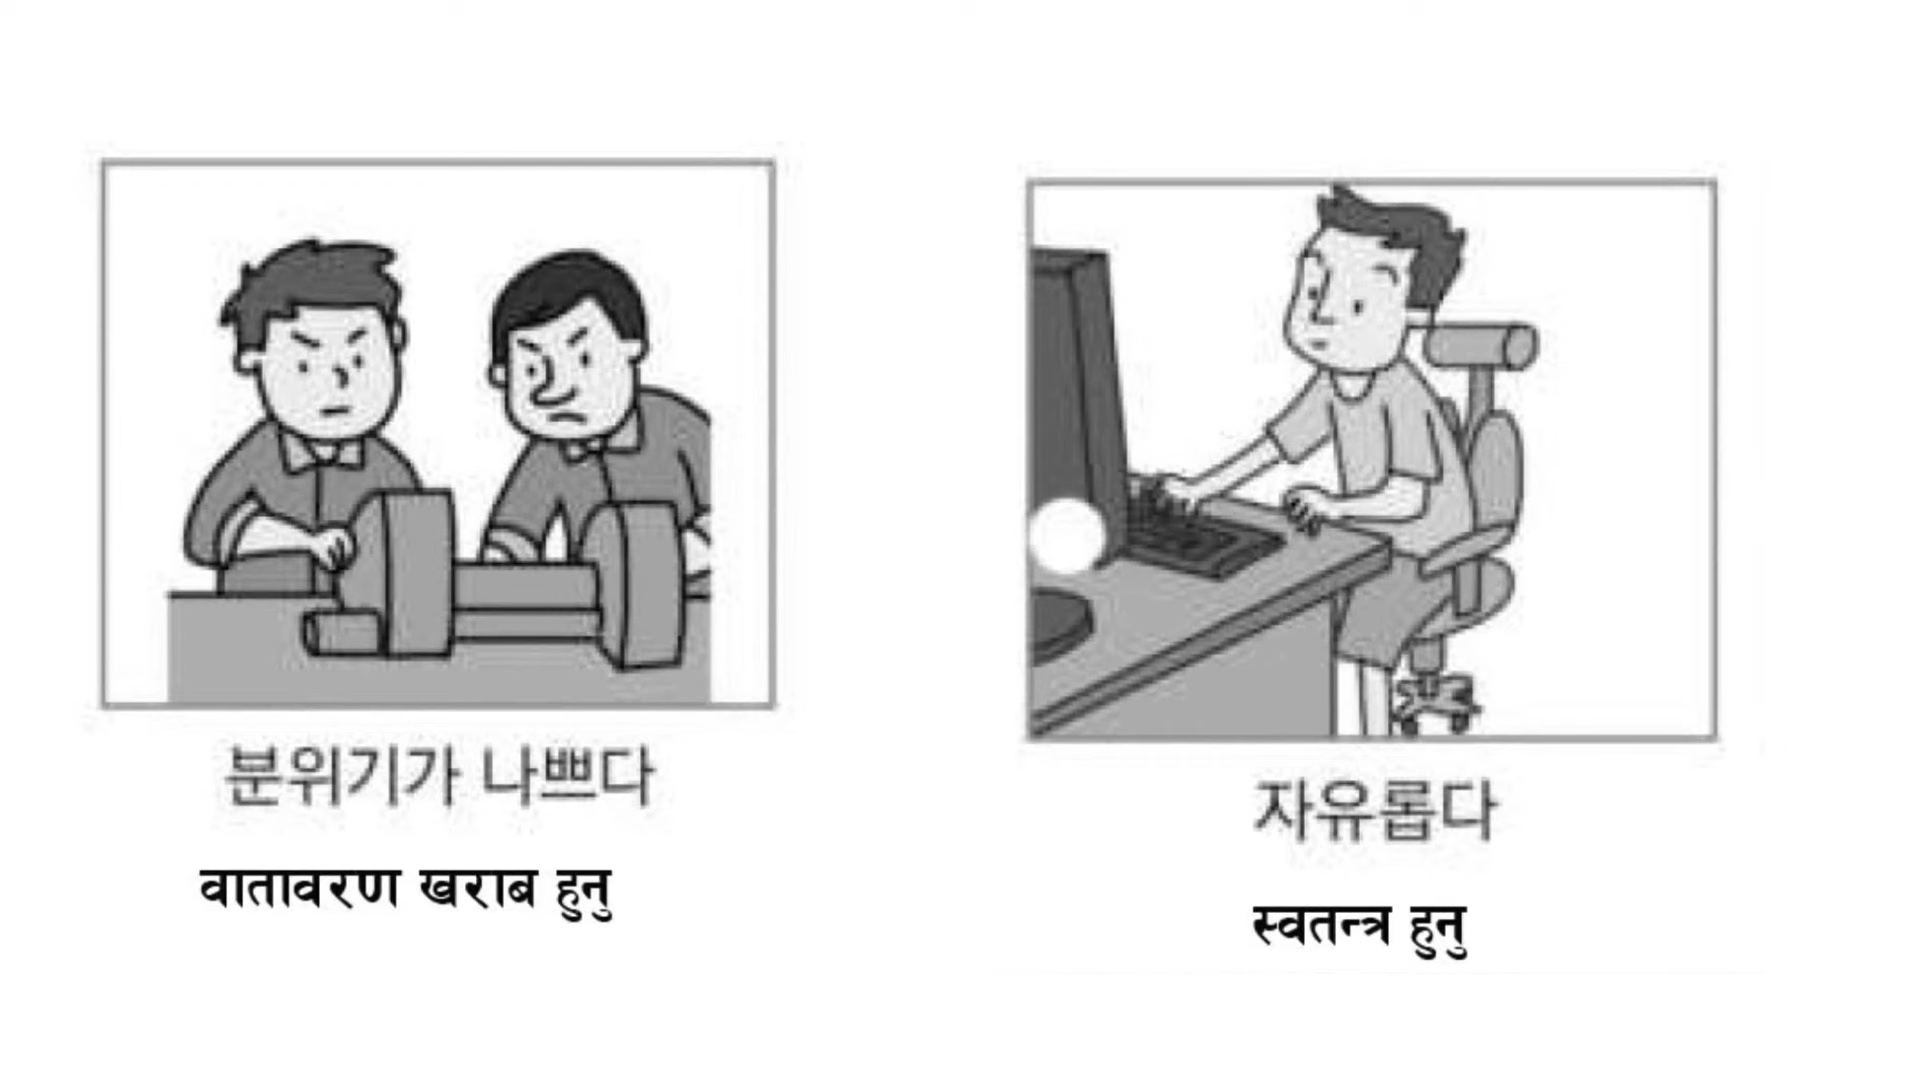 분위기가 나쁘다
वातावरण खराब हुनु
자유롭다
स्वतन्त्र हुनु